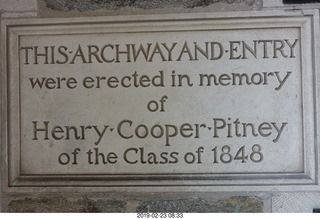 THIS·ARCHWAY·AND·ENTRY
were erected in memory
of
Henry·Cooper·Pitney
of the Class of 1848
2019-02-23 08:33